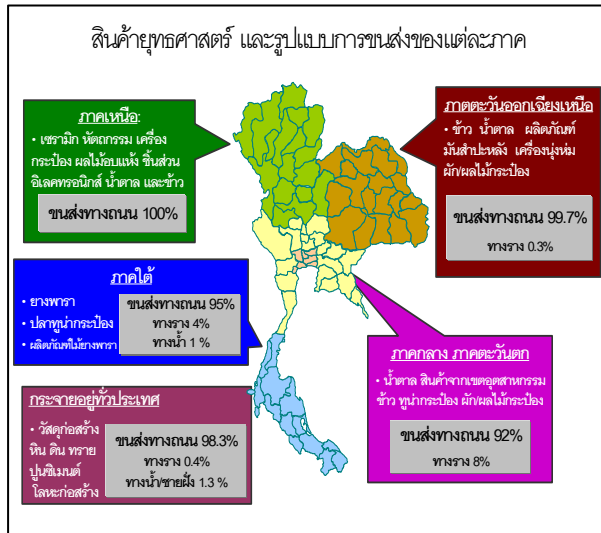 สินค้ายุทธศาสตร์ และรูปแบบการขนส่งของแต่ละภาค
ภาคเหนือ:
• เซรามิก หัตถกรรม เครื่อง
กระป๋อง ผลไม้อบแห้ง ชิ้นส่วน
อิเลคทรอนิกส์ น้ำตาล และข้าว
ขนส่งทางถนน 100%
ภาตตะวันออกเฉียงเหนือ
• ข้าว น้ำตาล ผลิตภัณฑ์
มันสำปะหลัง เครื่องนุ่งห่ม
ผัก/ผลไม้กระป๋อง
ขนส่งทางถนน 99.7%
ทางราง 0.3%
ภาคใต้
• ยางพารา
• ปลาทูน่ากระป๋อง
• ผลิตภัณฑ์ไม้ยางพารา
ขนส่งทางถนน 95%
ทางราง 4%
ทางน้ำ 1 %
ภาคกลาง ภาคตะวันตก
• น้ำตาล สินค้าจากเขตอุตสาหกรรม
ข้าว ทูน่ากระป๋อง ผัก/ผลไม้กระป๋อง
ขนส่งทางถนน 92%
ทางราง 8%
กระจายอยู่ทั่วประเทศ
• วัสดุก่อสร้าง
หิน ดิน ทราย
ปูนซิเมนต์
โลหะก่อสร้าง
ขนส่งทางถนน 98.3%
ทางราง 0.4%
ทางน้ำ/ชายฝั่ง 1.3 %